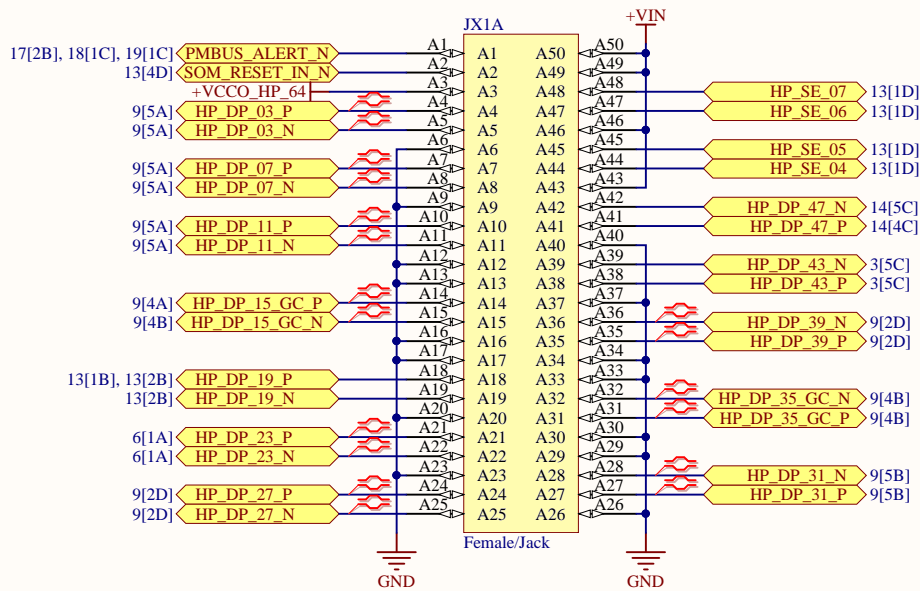 +VIN
JX1A
17[2B], 18[1C], 19[1C] PMBUS_ALERT_N A1 A1 A50 A50
13[4D] SOM_RESET_IN_N A2 A2 A49 A49
+VCCO_HP_64 A3 A3 A48 A48 HP_SE_07 13[1D]
9[5A] HP_DP_03_P A4 A4 A47 A47 HP_SE_06 13[1D]
9[5A] HP_DP_03_N A5 A5 A46 A46
A6 A6 A45 A45 HP_SE_05 13[1D]
9[5A] HP_DP_07_P A7 A7 A44 A44 HP_SE_04 13[1D]
9[5A] HP_DP_07_N A8 A8 A43 A43
A9 A9 A42 A42 HP_DP_47_N 14[5C]
9[5A] HP_DP_11_P A10 A10 A41 A41 HP_DP_47_P 14[4C]
9[5A] HP_DP_11_N A11 A11 A40 A40
A12 A12 A39 A39 HP_DP_43_N 3[5C]
A13 A13 A38 A38 HP_DP_43_P 3[5C]
9[4A] HP_DP_15_GC_P A14 A14 A37 A37
9[4B] HP_DP_15_GC_N A15 A15 A36 A36 HP_DP_39_N 9[2D]
A16 A16 A35 A35 HP_DP_39_P 9[2D]
A17 A17 A34 A34
13[1B], 13[2B] HP_DP_19_P A18 A18 A33 A33
13[2B] HP_DP_19_N A19 A19 A32 A32 HP_DP_35_GC_N 9[4B]
A20 A20 A31 A31 HP_DP_35_GC_P 9[4B]
6[1A] HP_DP_23_P A21 A21 A30 A30
6[1A] HP_DP_23_N A22 A22 A29 A29
A23 A23 A28 A28 HP_DP_31_N 9[5B]
9[2D] HP_DP_27_P A24 A24 A27 A27 HP_DP_31_P 9[5B]
9[2D] HP_DP_27_N A25 A25 A26 A26
Female/Jack
GND GND